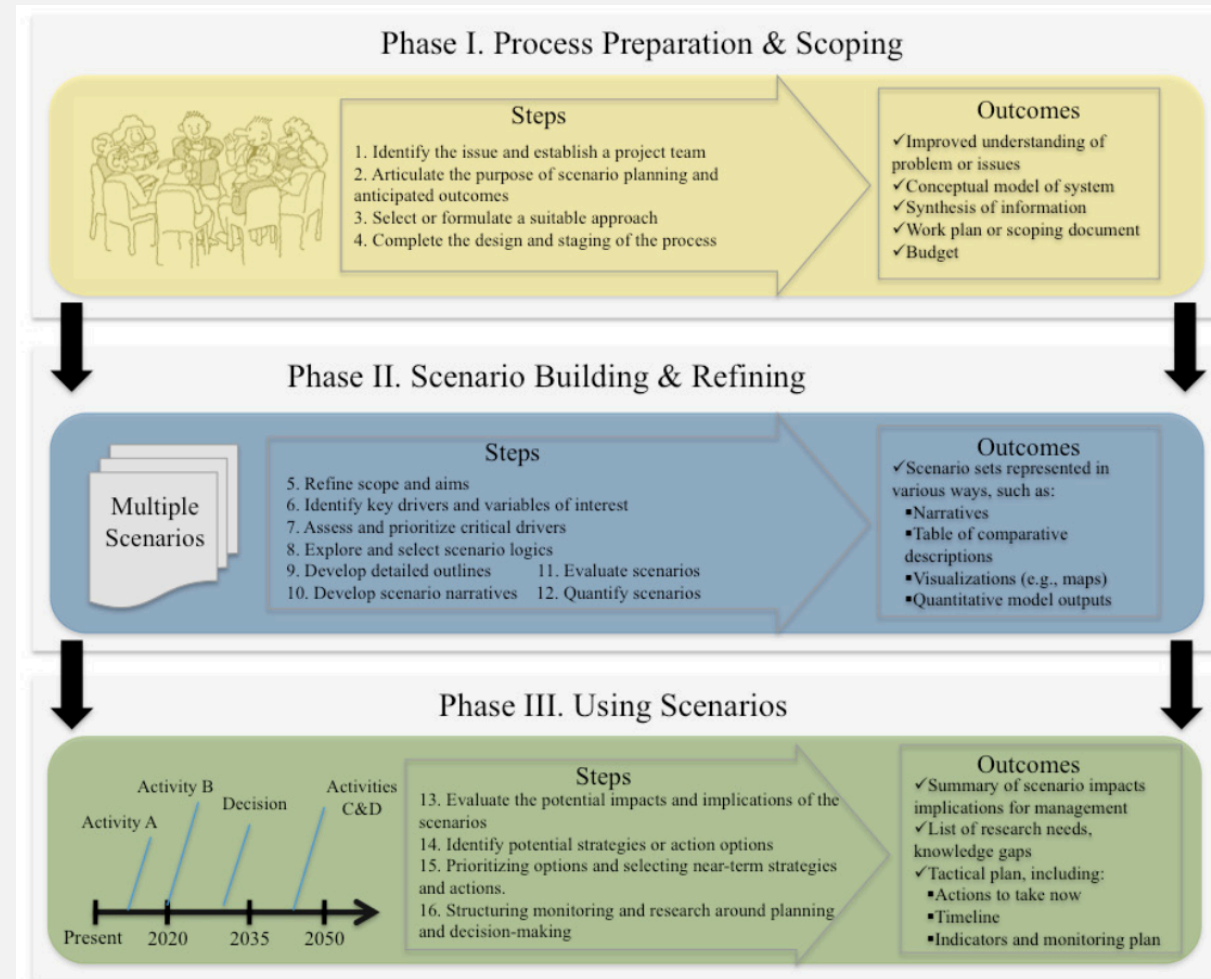 Phase I. Process Preparation & Scoping
Steps
1. Identify the issue and establish a project team
2. Articulate the purpose of scenario planning and
anticipated outcomes
3. Select or formulate a suitable approach
4. Complete the design and staging of the process
Outcomes
✓Improved understanding of
problem or issues
✓Conceptual model of system
✓Synthesis of information
✓Work plan or scoping document
✓Budget
Phase II. Scenario Building & Refining
Multiple
Scenarios
Steps
5. Refine scope and aims
6. Identify key drivers and variables of interest
7. Assess and prioritize critical drivers
8. Explore and select scenario logics
9. Develop detailed outlines 11. Evaluate scenarios
10. Develop scenario narratives 12. Quantify scenarios
Outcomes
✓Scenario sets represented in
various ways, such as:
▪Narratives
▪Table of comparative
descriptions
▪Visualizations (e.g., maps)
▪Quantitative model outputs
Phase III. Using Scenarios
Activity A
Activity B
Decision
Activities
C&D
Present 2020 2035 2050
Steps
13. Evaluate the potential impacts and implications of the
scenarios
14. Identify potential strategies or action options
15. Prioritizing options and selecting near-term strategies
and actions.
16. Structuring monitoring and research around planning
and decision-making
Outcomes
✓Summary of scenario impacts
implications for management
✓List of research needs,
knowledge gaps
✓Tactical plan, including:
▪Actions to take now
▪Timeline
▪Indicators and monitoring plan